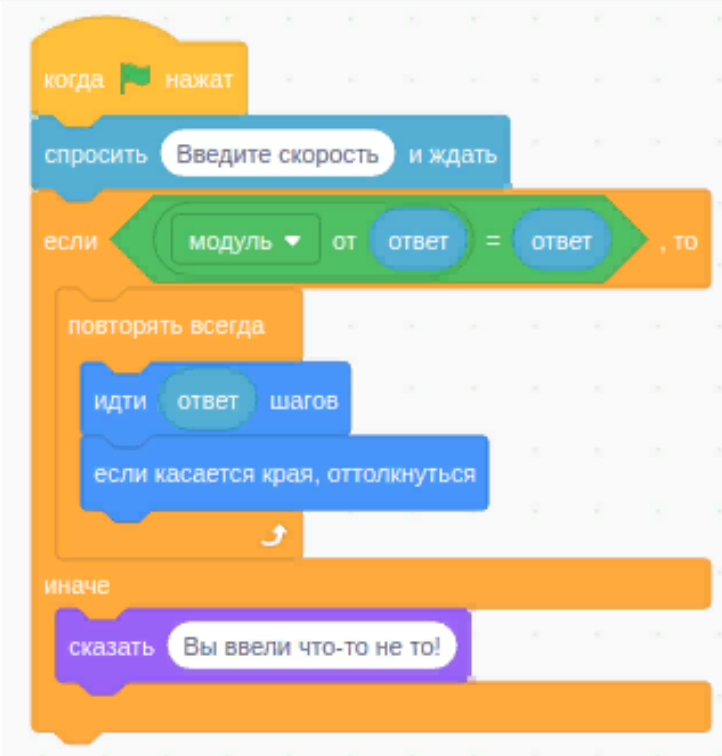 когда нажат
спросить Введите скорость и ждать
если модуль от ответ = ответ , то
повторять всегда
идти ответ шагов
если касается края, оттолкнуться
иначе
сказать Вы ввели что-то не то!